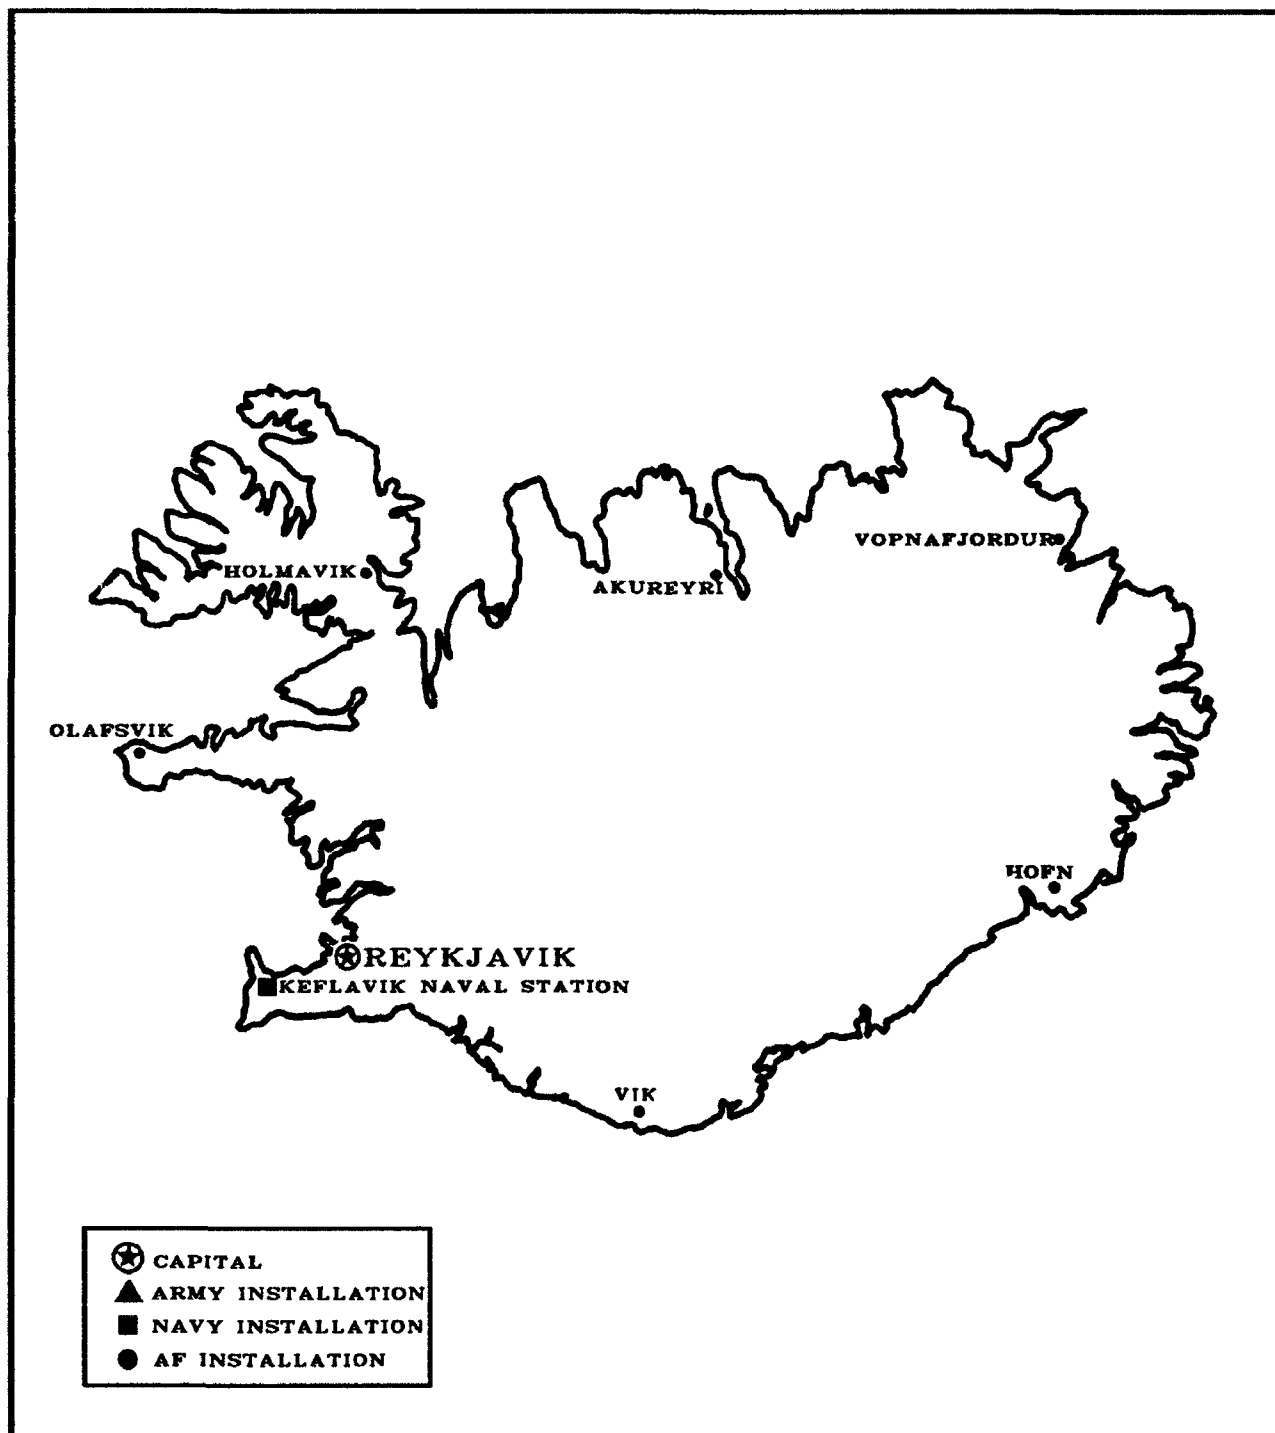 HOLMAVIK
VOPNAFJORDUR
AKUREYRI
OLAFSVIK
HOFN
REYKJAVIK
KEFLAVIK NAVAL STATION
VIK
CAPITAL
ARMY INSTALLATION
NAVY INSTALLATION
AF INSTALLATION